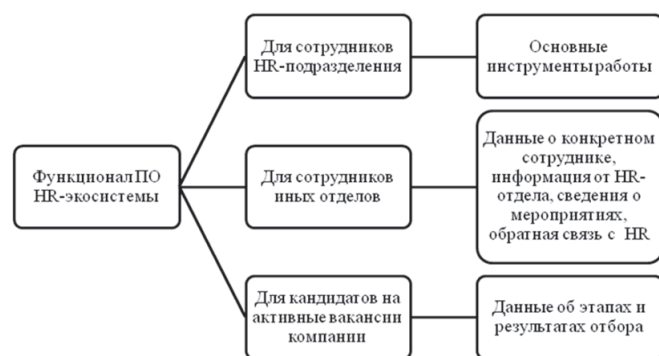 Для сотрудников
HR-подразделения
Основные
инструменты работы
Функционал ПО
HR-экосистемы
Для сотрудников
иных отделов
Данные о конкретном
сотруднике,
информация от HR-
отдела, сведения о
мероприятиях,
обратная связь с HR
Для кандидатов на
активные вакансии
компании
Данные об этапах и
результатах отбора